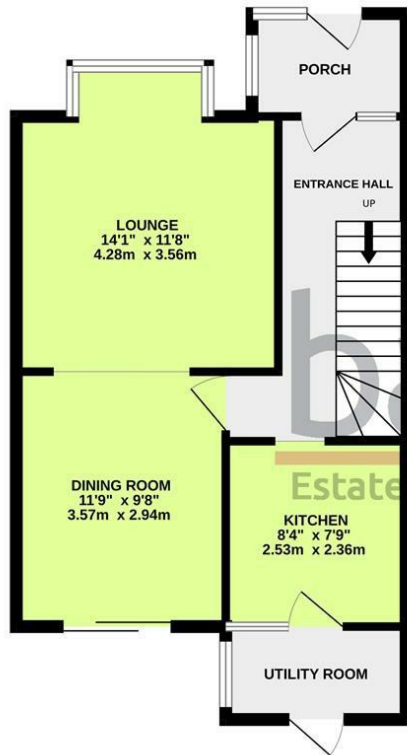 PORCH
ENTRANCE HALL
UP
LOUNGE
14'1" x 11'8"
4.28m x 3.56m
DINING ROOM
11'9" x 9'8"
3.57m x 2.94m
Estate
KITCHEN
8'4" x 7'9"
2.53m x 2.36m
UTILITY ROOM